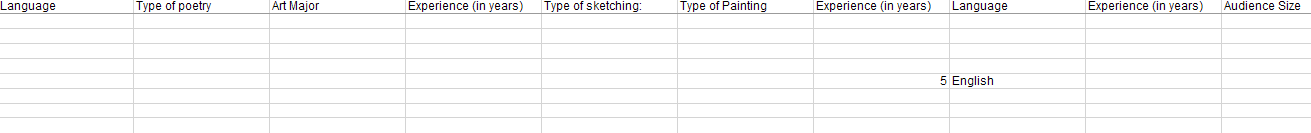 Language Type of poetry Art Major Experience (in years) Type of sketching: Type of Painting Experience (in years) Language Experience (in years) Audience Size
5 English